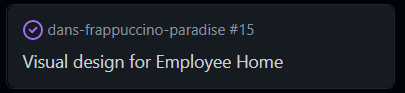 dans-frappuccino-paradise #15
Visual design for Employee Home